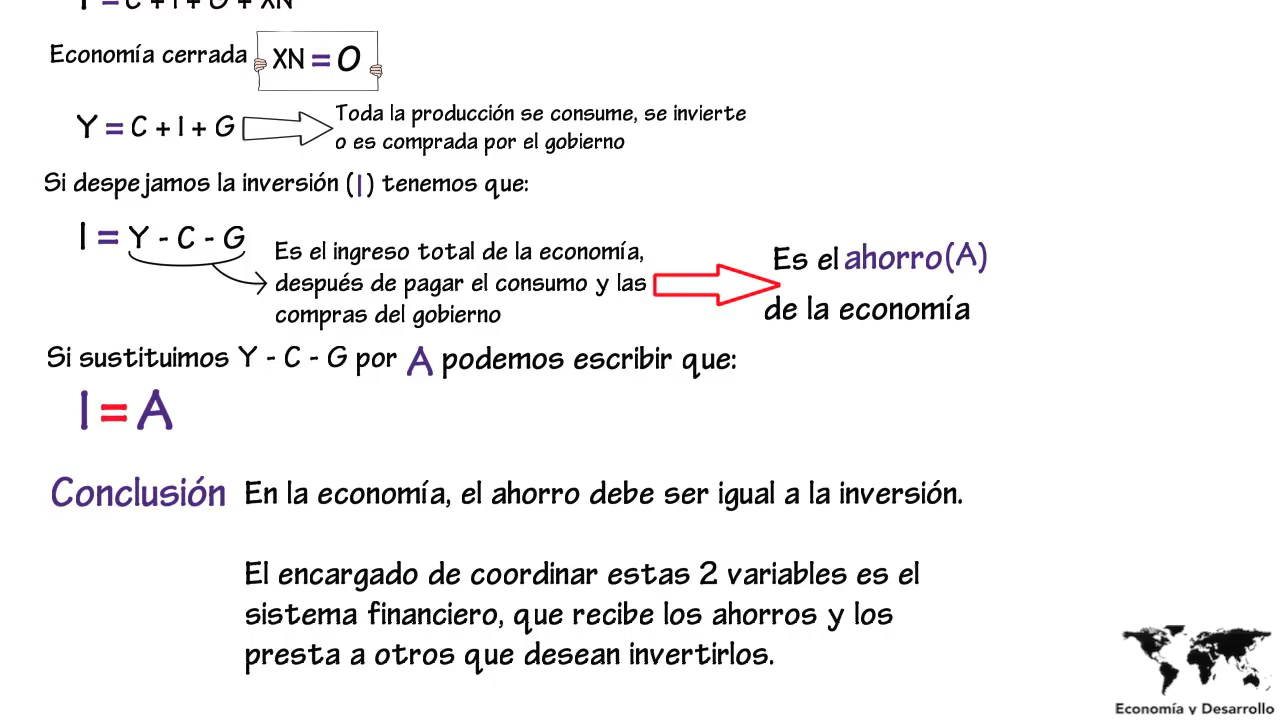 Y = C + I + G + XN
Economía cerrada XN = 0
Y = C + I + G Toda la producción se consume, se invierte
o es comprada por el gobierno
Si despejamos la inversión (I) tenemos que:
I = Y - C - G
Es el ingreso total de la economía,
después de pagar el consumo y las
compras del gobierno
Es el ahorro (A)
de la economía
Si sustituimos Y - C - G por A podemos escribir que:
I = A
Conclusión En la economía, el ahorro debe ser igual a la inversión.
El encargado de coordinar estas 2 variables es el
sistema financiero, que recibe los ahorros y los
presta a otros que desean invertirlos.
Economía y Desarrollo